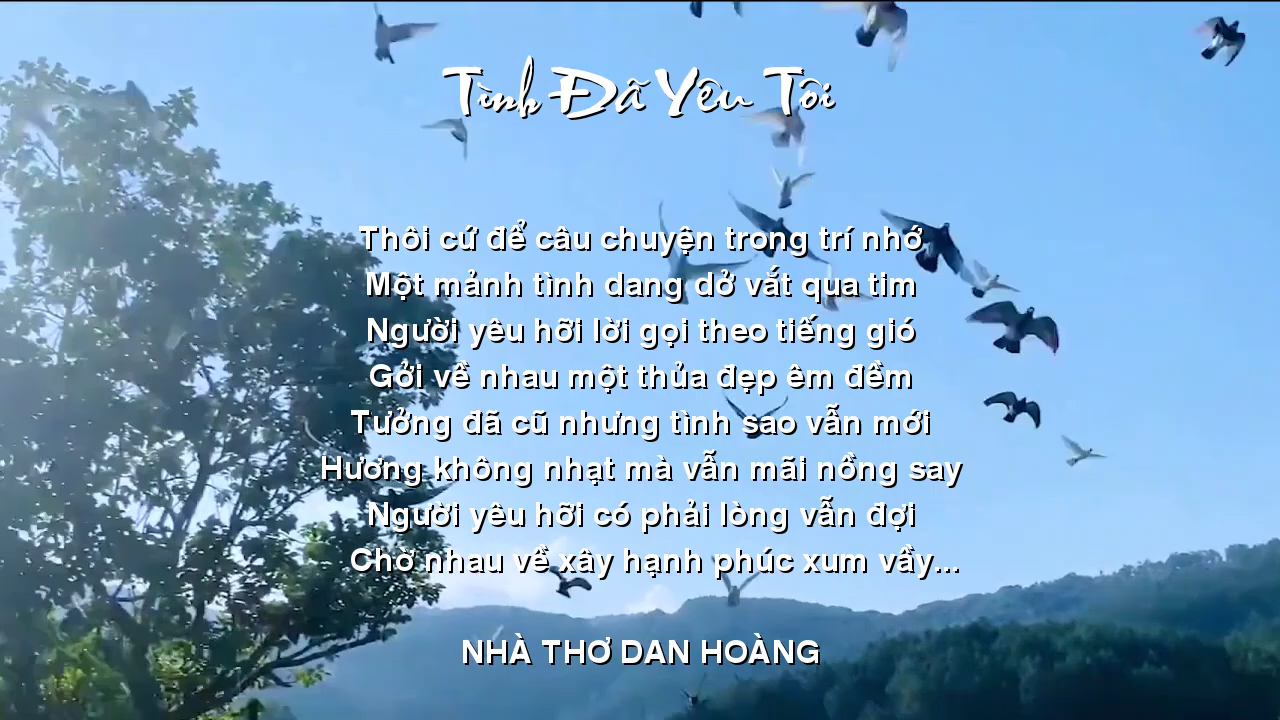 Tình Đã Yêu Tôi
Thôi cứ để câu chuyện trong trí nhớ
Một mảnh tình dang dở vắt qua tim
Người yêu hỡi lời gọi theo tiếng gió
Gởi về nhau một thủa đẹp êm đềm
Tưởng đã cũ nhưng tình sao vẫn mới
Hương không nhạt mà vẫn mãi nồng say
Người yêu hỡi có phải lòng vẫn đợi
Chờ nhau về xây hạnh phúc xum vầy...
NHÀ THƠ DAN HOÀNG